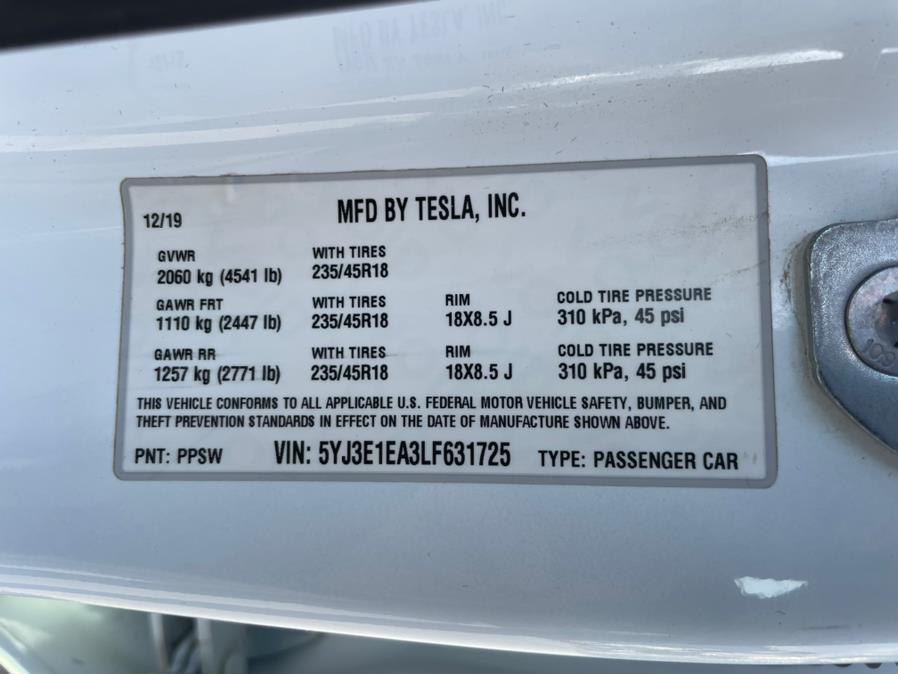 12/19 MFD BY TESLA, INC.
GVWR WITH TIRES
2060 kg (4541 lb) 235/45R18
GAWR FRT WITH TIRES RIM COLD TIRE PRESSURE
1110 kg (2447 lb) 235/45R18 18X8.5 J 310 kPa, 45 psi
GAWR RR WITH TIRES RIM COLD TIRE PRESSURE
1257 kg (2771 lb) 235/45R18 18X8.5 J 310 kPa, 45 psi
THIS VEHICLE CONFORMS TO ALL APPLICABLE U.S. FEDERAL MOTOR VEHICLE SAFETY, BUMPER, AND
THEFT PREVENTION STANDARDS IN EFFECT ON THE DATE OF MANUFACTURE SHOWN ABOVE.
PNT: PPSW VIN: 5YJ3E1EA3LF631725 TYPE: PASSENGER CAR